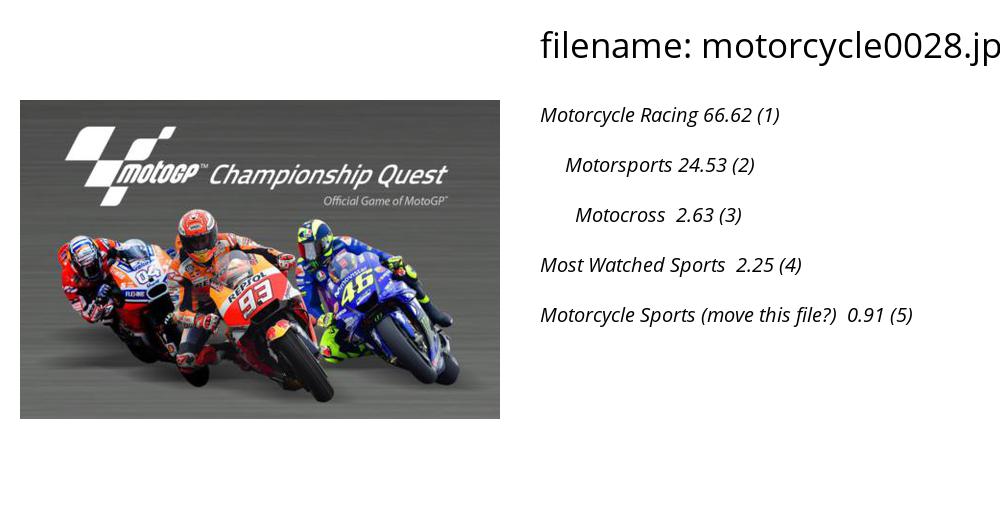 filename: motorcycle0028.jp
motoGP™ Championship Quest
Official Game of MotoGP™
Motorcycle Racing 66.62 (1)
Motorsports 24.53 (2)
Motocross 2.63 (3)
Most Watched Sports 2.25 (4)
Motorcycle Sports (move this file?) 0.91 (5)
04
REPSOL
93
MOVISTAR
46